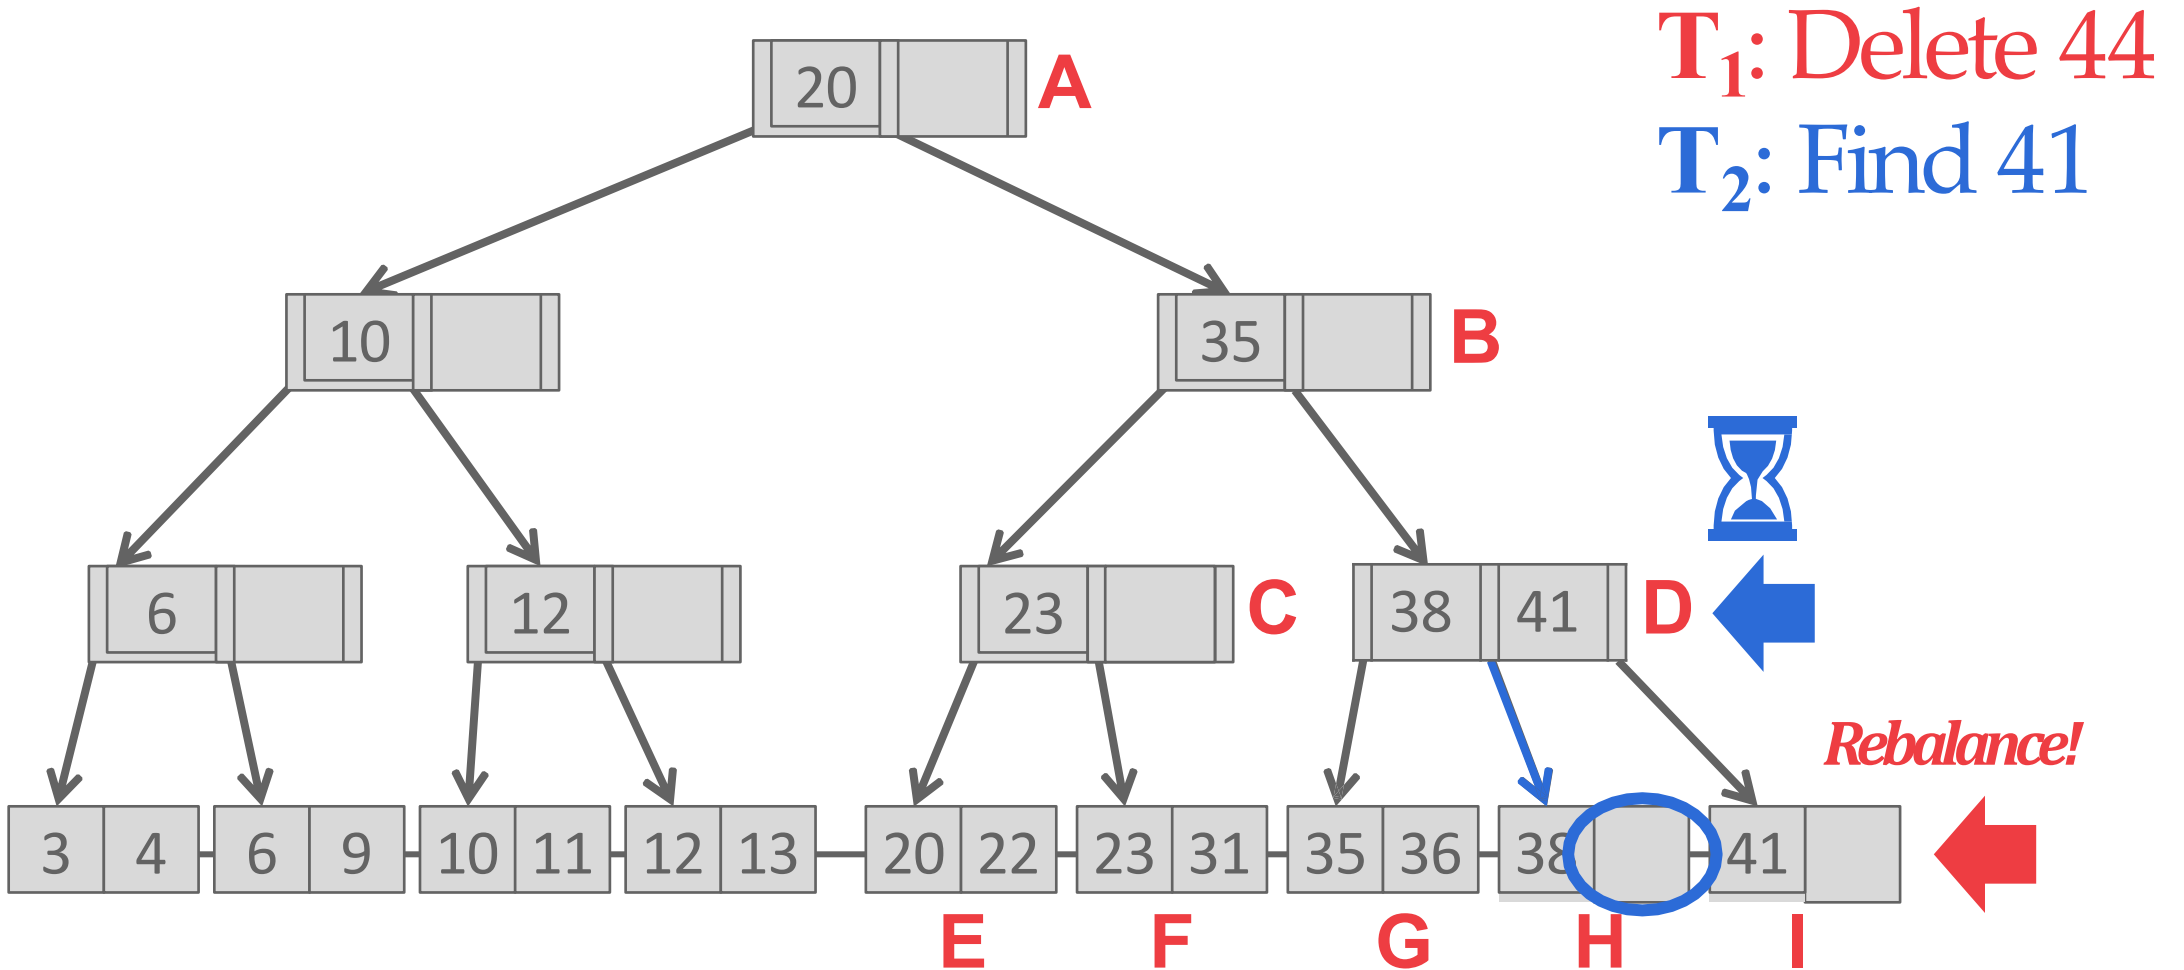 T1: Delete 44
T2: Find 41
20 A
10 35 B
6 12 23 C 38 41 D
Rebalance!
3 4 6 9 10 11 12 13 20 22 23 31 35 36 38 41
E F G H I